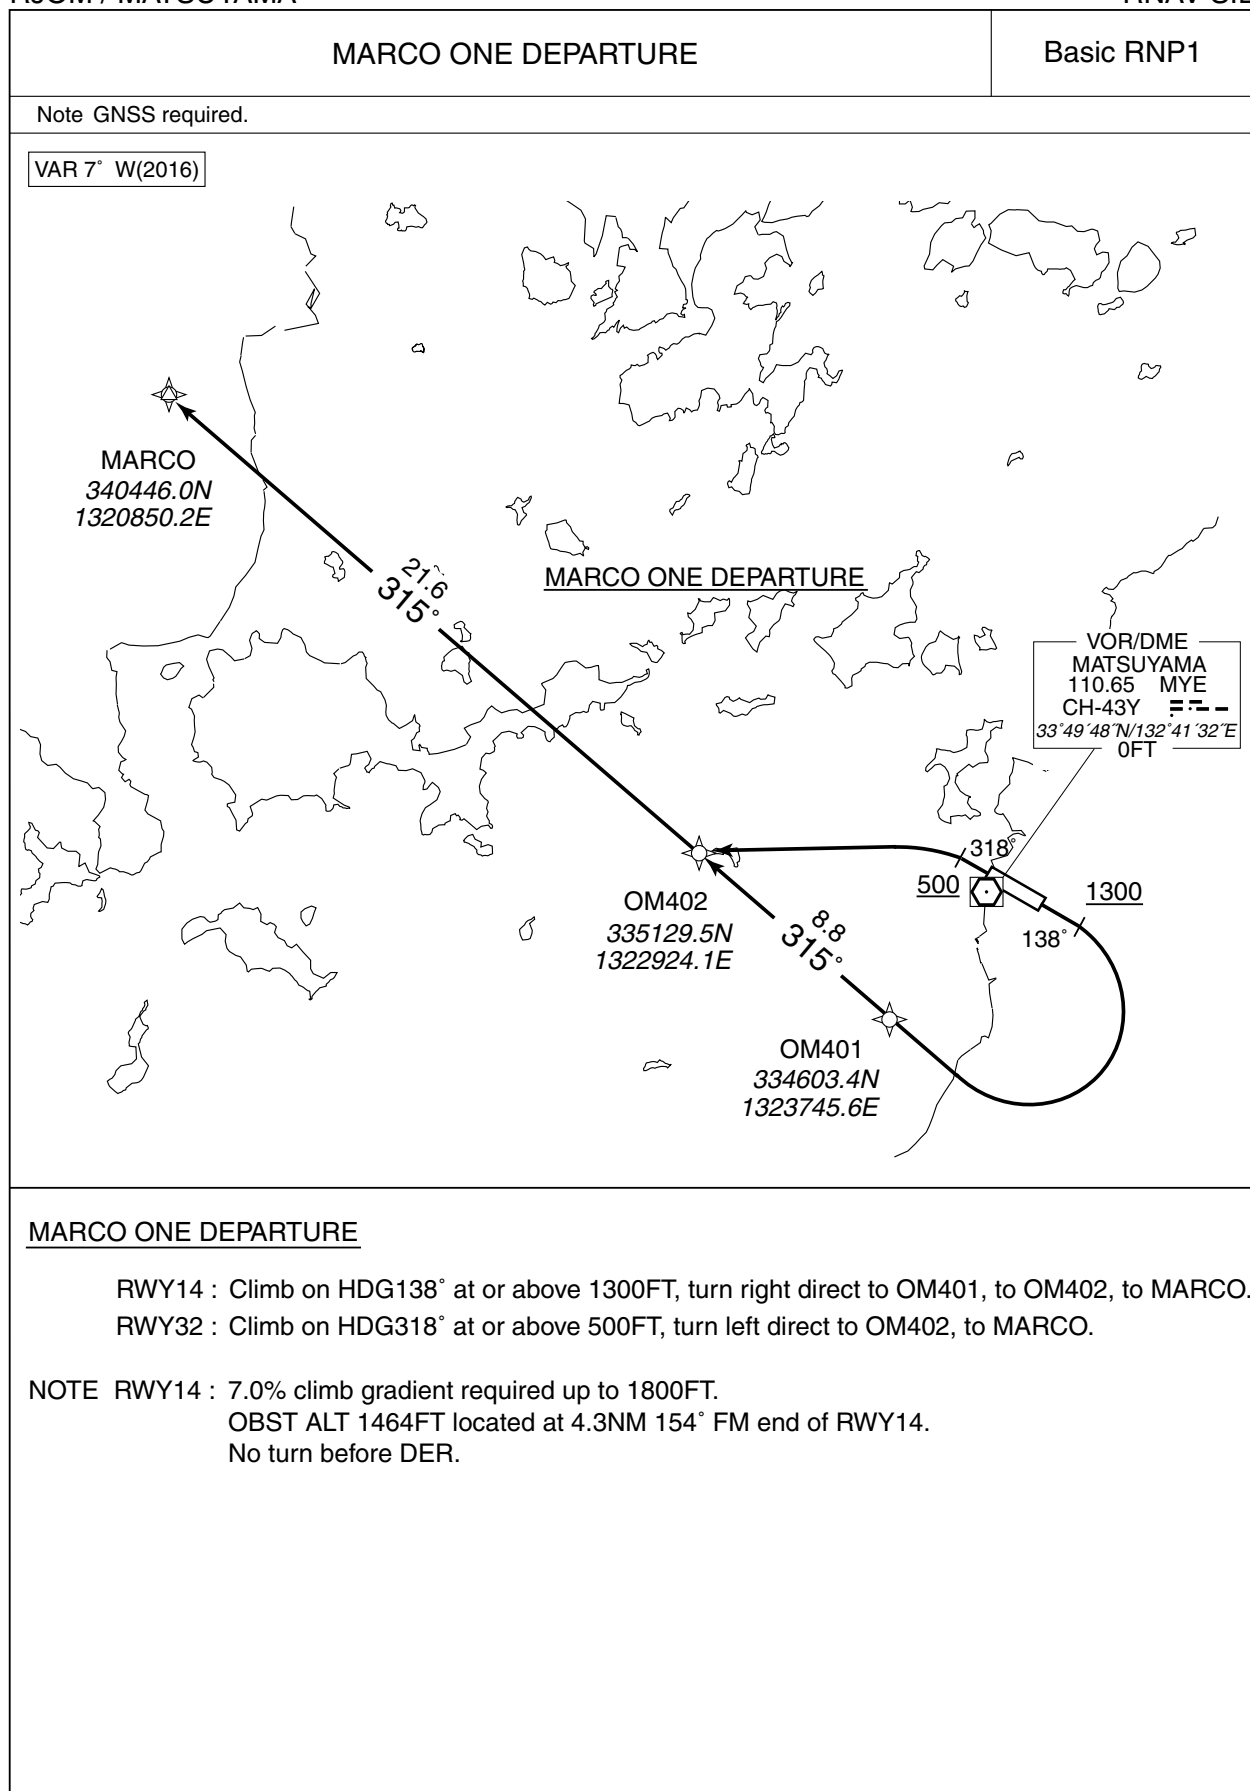 MARCO ONE DEPARTURE
Basic RNP1
Note GNSS required.
VAR 7° W(2016)
MARCO
340446.0N
1320850.2E
21.6
315°
MARCO ONE DEPARTURE
VOR/DME
MATSUYAMA
110.65 MYE
CH-43Y
33°49´48˝N/132°41´32˝E
0FT
318°
500
1300
138°
OM402
335129.5N
1322924.1E
8.8
315°
OM401
334603.4N
1323745.6E
MARCO ONE DEPARTURE
RWY14 : Climb on HDG138° at or above 1300FT, turn right direct to OM401, to OM402, to MARCO.
RWY32 : Climb on HDG318° at or above 500FT, turn left direct to OM402, to MARCO.
NOTE RWY14 : 7.0% climb gradient required up to 1800FT.
OBST ALT 1464FT located at 4.3NM 154° FM end of RWY14.
No turn before DER.